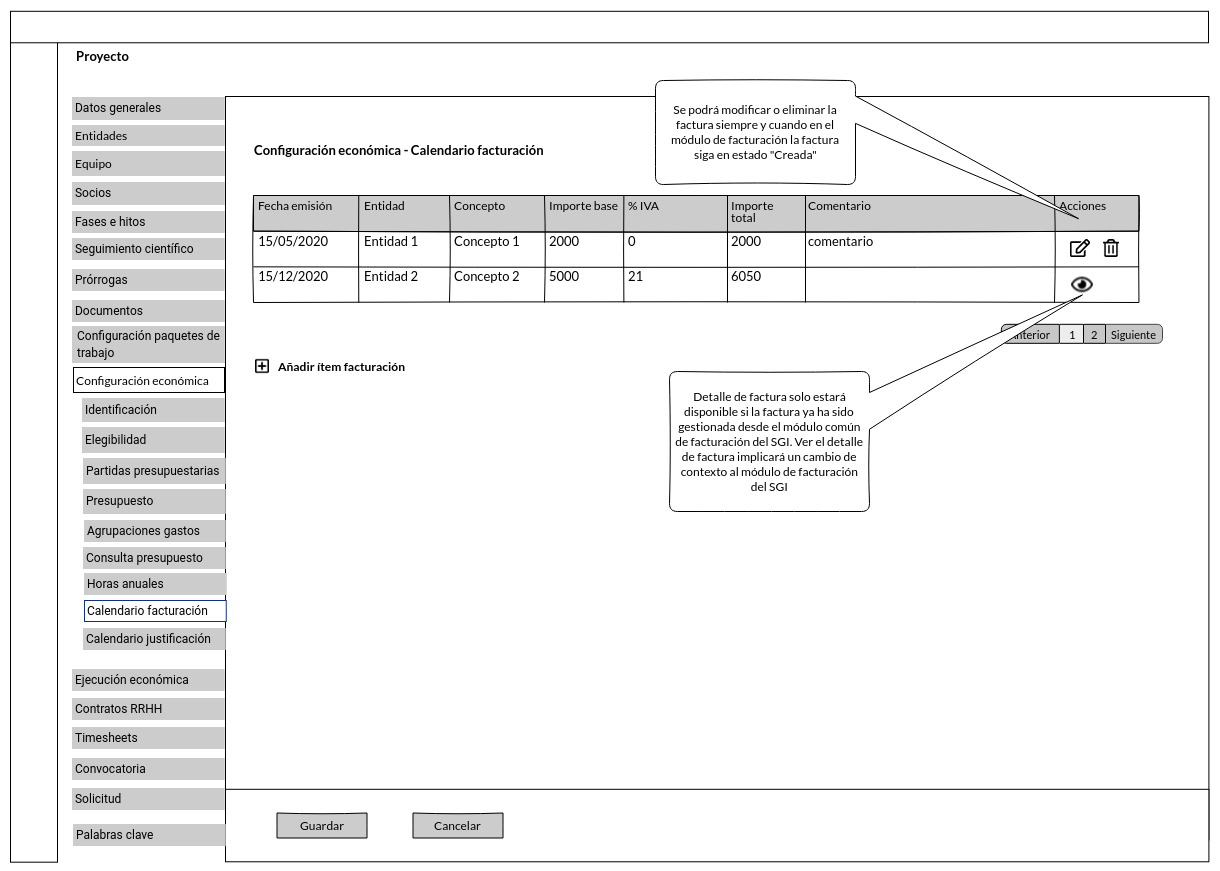 Proyecto
Datos generales
Entidades
Equipo
Socios
Fases e hitos
Seguimiento científico
Prórrogas
Documentos
Configuración paquetes de
trabajo
Configuración económica
Identificación
Elegibilidad
Partidas presupuestarias
Presupuesto
Agrupaciones gastos
Consulta presupuesto
Horas anuales
Calendario facturación
Calendario justificación
Ejecución económica
Contratos RRHH
Timesheets
Convocatoria
Solicitud
Palabras clave
Se podrá modificar o eliminar la
factura siempre y cuando en el
módulo de facturación la factura
siga en estado "Creada"
Configuración económica - Calendario facturación
Fecha emisión Entidad Concepto Importe base % IVA Importe total Comentario Acciones
15/05/2020 Entidad 1 Concepto 1 2000 0 2000 comentario
15/12/2020 Entidad 2 Concepto 2 5000 21 6050
Anterior 1 2 Siguiente
Añadir ítem facturación
Detalle de factura solo estará
disponible si la factura ya ha sido
gestionada desde el módulo común
de facturación del SGI. Ver el detalle
de factura implicará un cambio de
contexto al módulo de facturación
del SGI
Guardar Cancelar